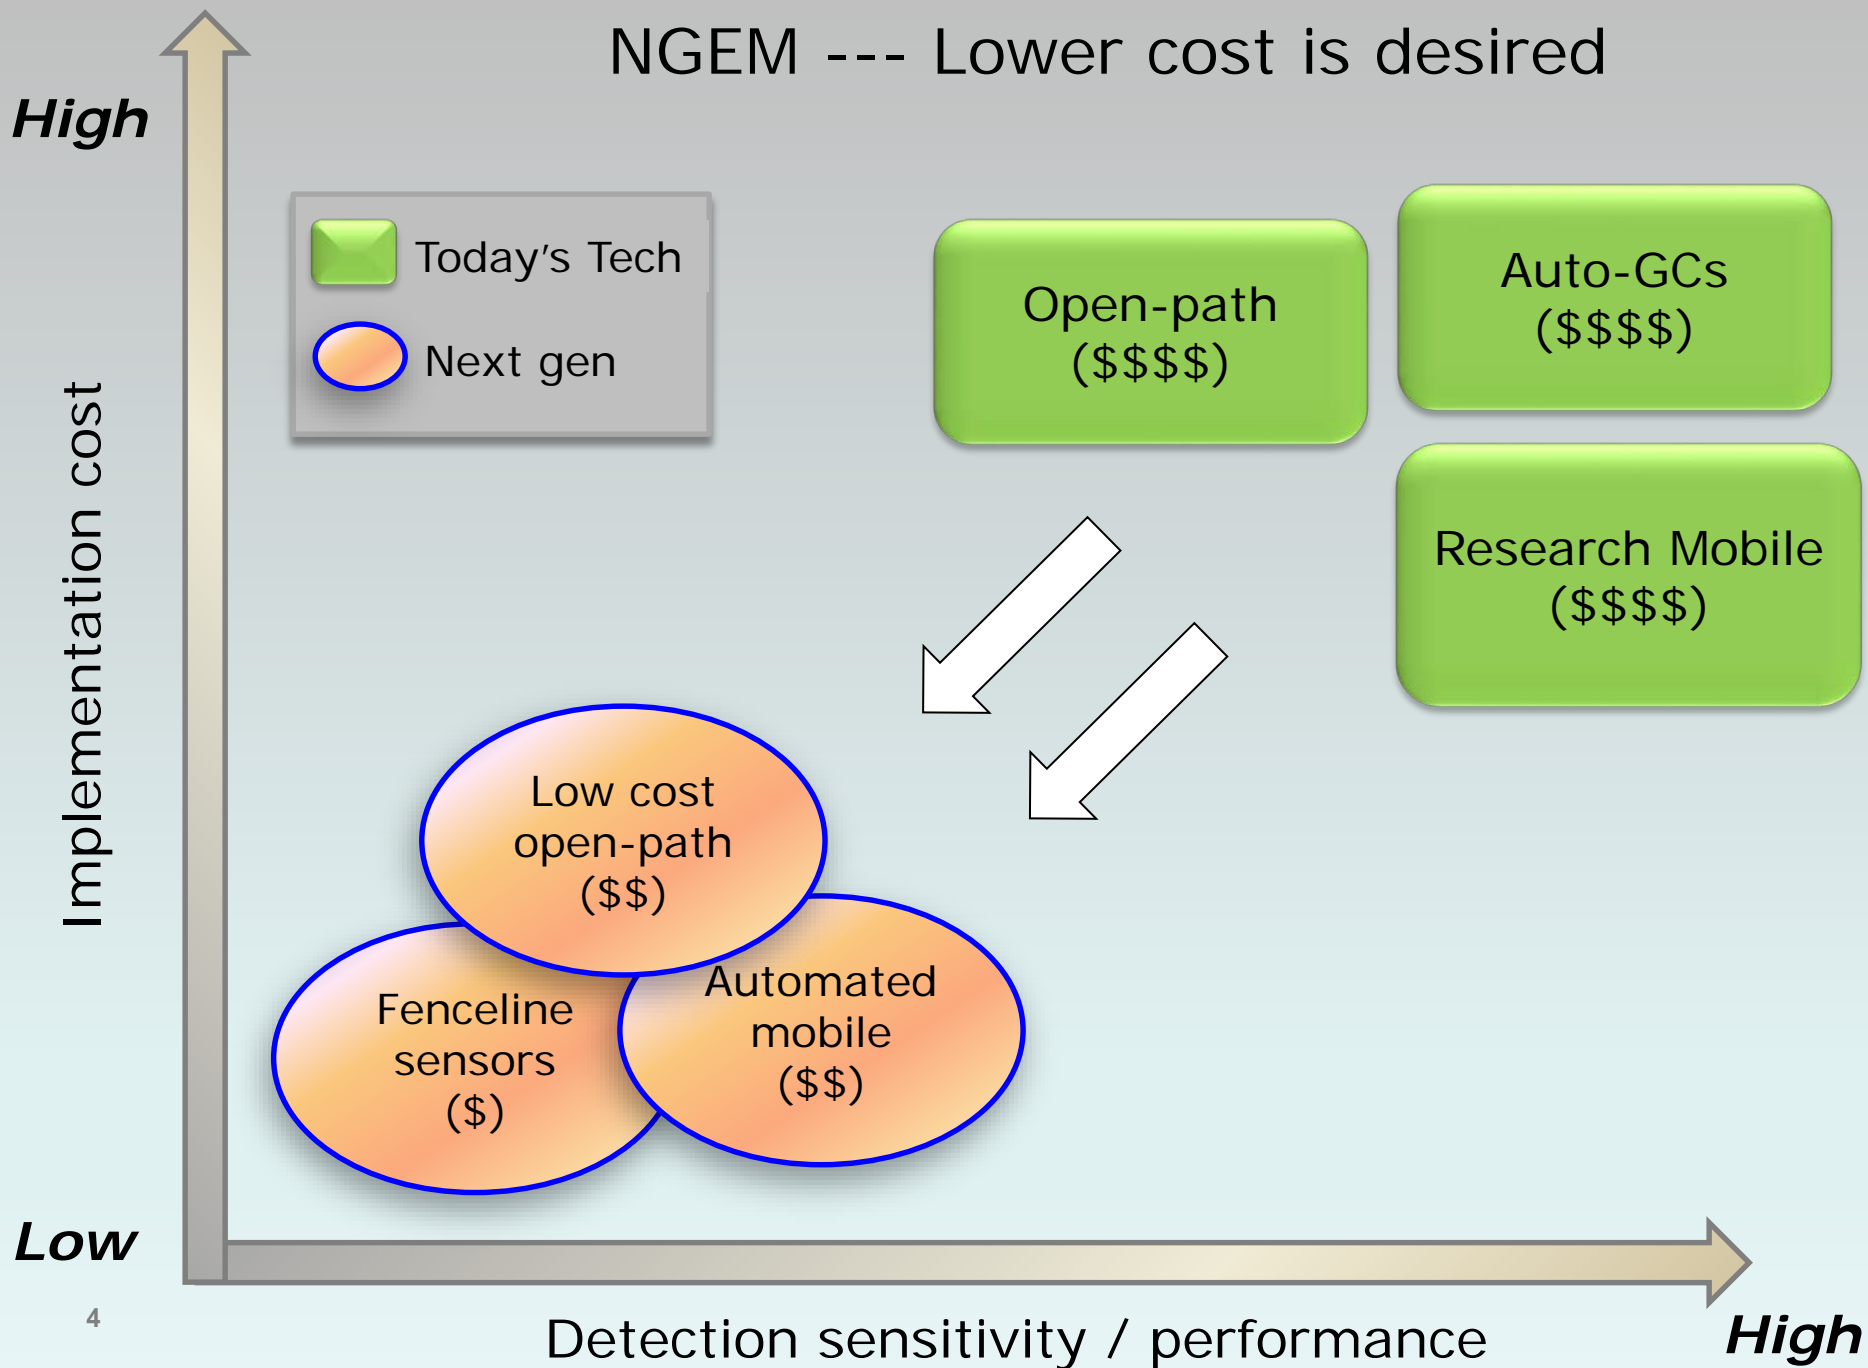 NGEM --- Lower cost is desired
High
Today's Tech
Next gen
Open-path
($$$$)
Auto-GCs
($$$$)
Research Mobile
($$$$)
Implementation cost
Low cost
open-path
($$)
Fenceline
sensors
($)
Automated
mobile
($$)
Low
4
Detection sensitivity / performance
High